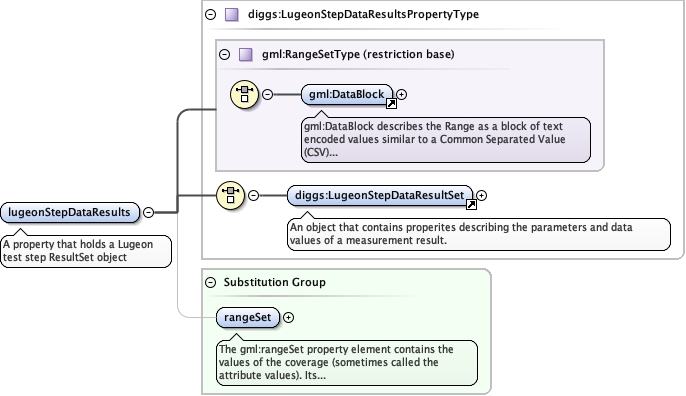 diggs:LugeonStepDataResultsPropertyType
gml:RangeSetType (restriction base)
gml:DataBlock
gml:DataBlock describes the Range as a block of text
encoded values similar to a Common Separated Value
(CSV)...
diggs:LugeonStepDataResultSet
An object that contains properites describing the parameters and data
values of a measurement result.
lugeonStepDataResults
A property that holds a Lugeon
test step ResultSet object
Substitution Group
rangeSet
The gml:rangeSet property element contains the
values of the coverage (sometimes called the
attribute values). Its...